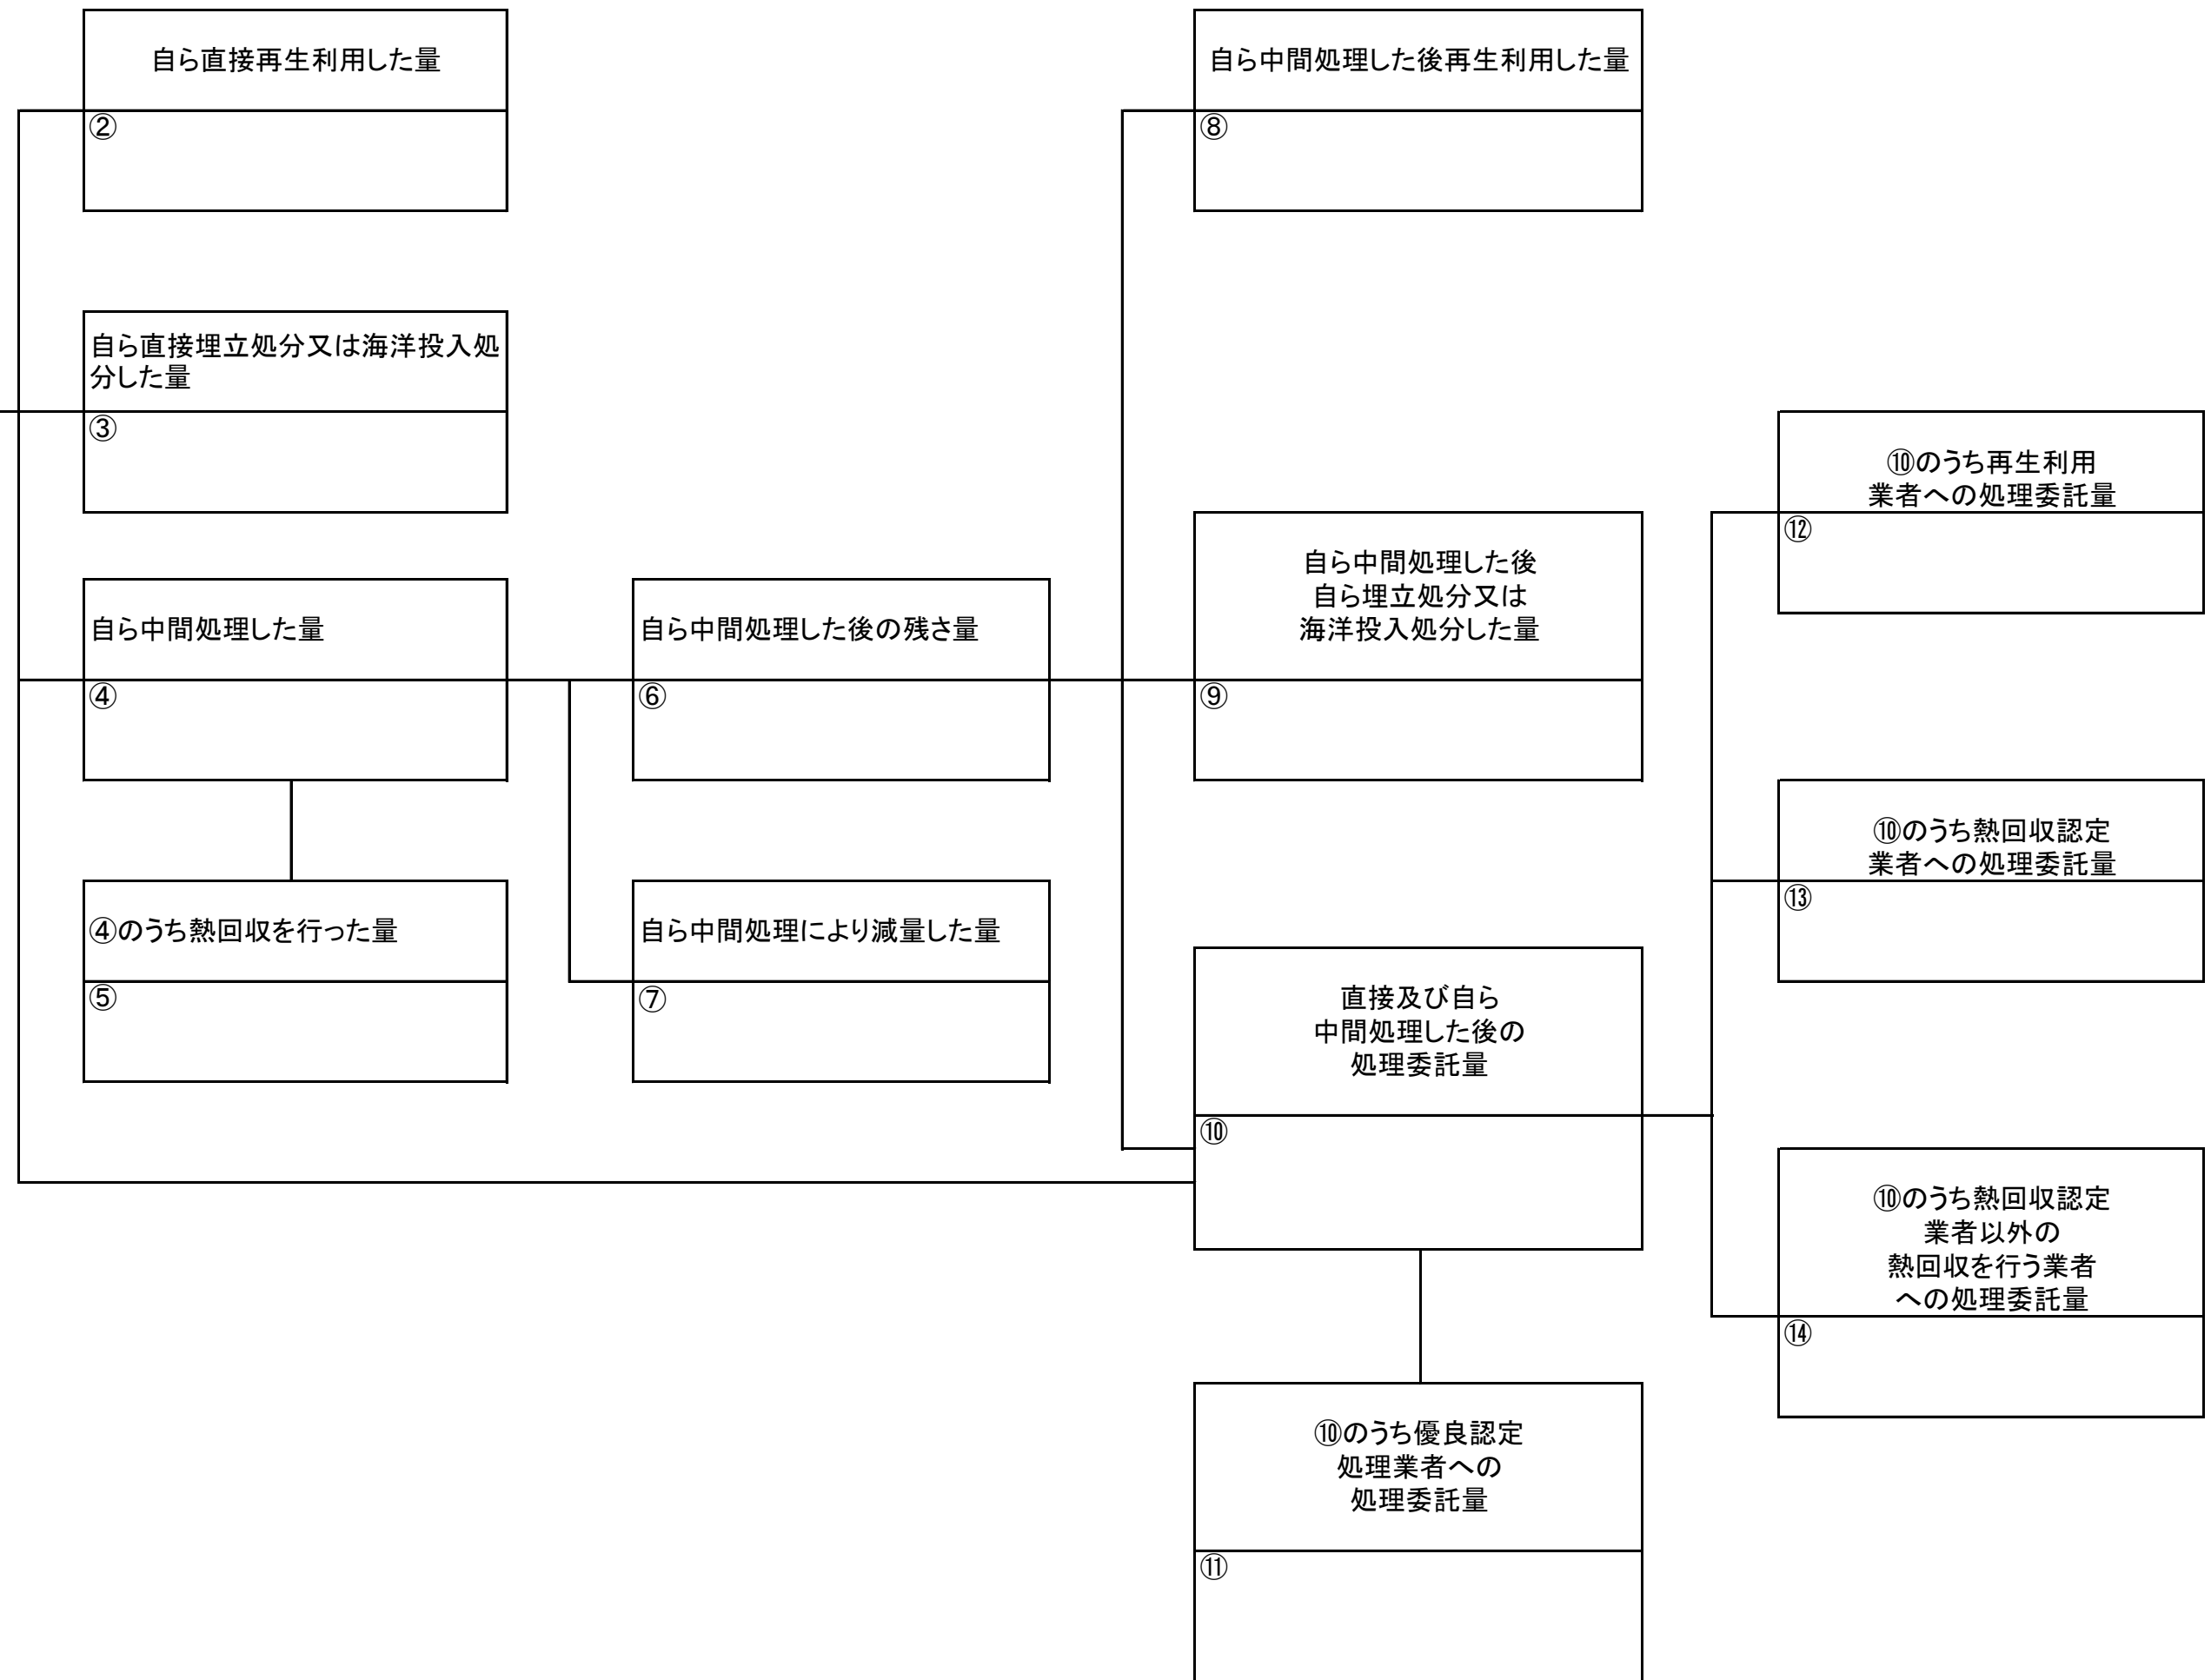 自ら直接再生利用した量
②
自ら直接埋立処分又は海洋投入処
分した量
③
自ら中間処理した量
④
④のうち熱回収を行った量
⑤
自ら中間処理した後の残さ量
⑥
自ら中間処理により減量した量
⑦
自ら中間処理した後再生利用した量
⑧
自ら中間処理した後
自ら埋立処分又は
海洋投入処分した量
⑨
直接及び自ら
中間処理した後の
処理委託量
⑩
⑩のうち優良認定
処理業者への
処理委託量
⑪
⑩のうち再生利用
業者への処理委託量
⑫
⑩のうち熱回収認定
業者への処理委託量
⑬
⑩のうち熱回収認定
業者以外の
熱回収を行う業者
への処理委託量
⑭